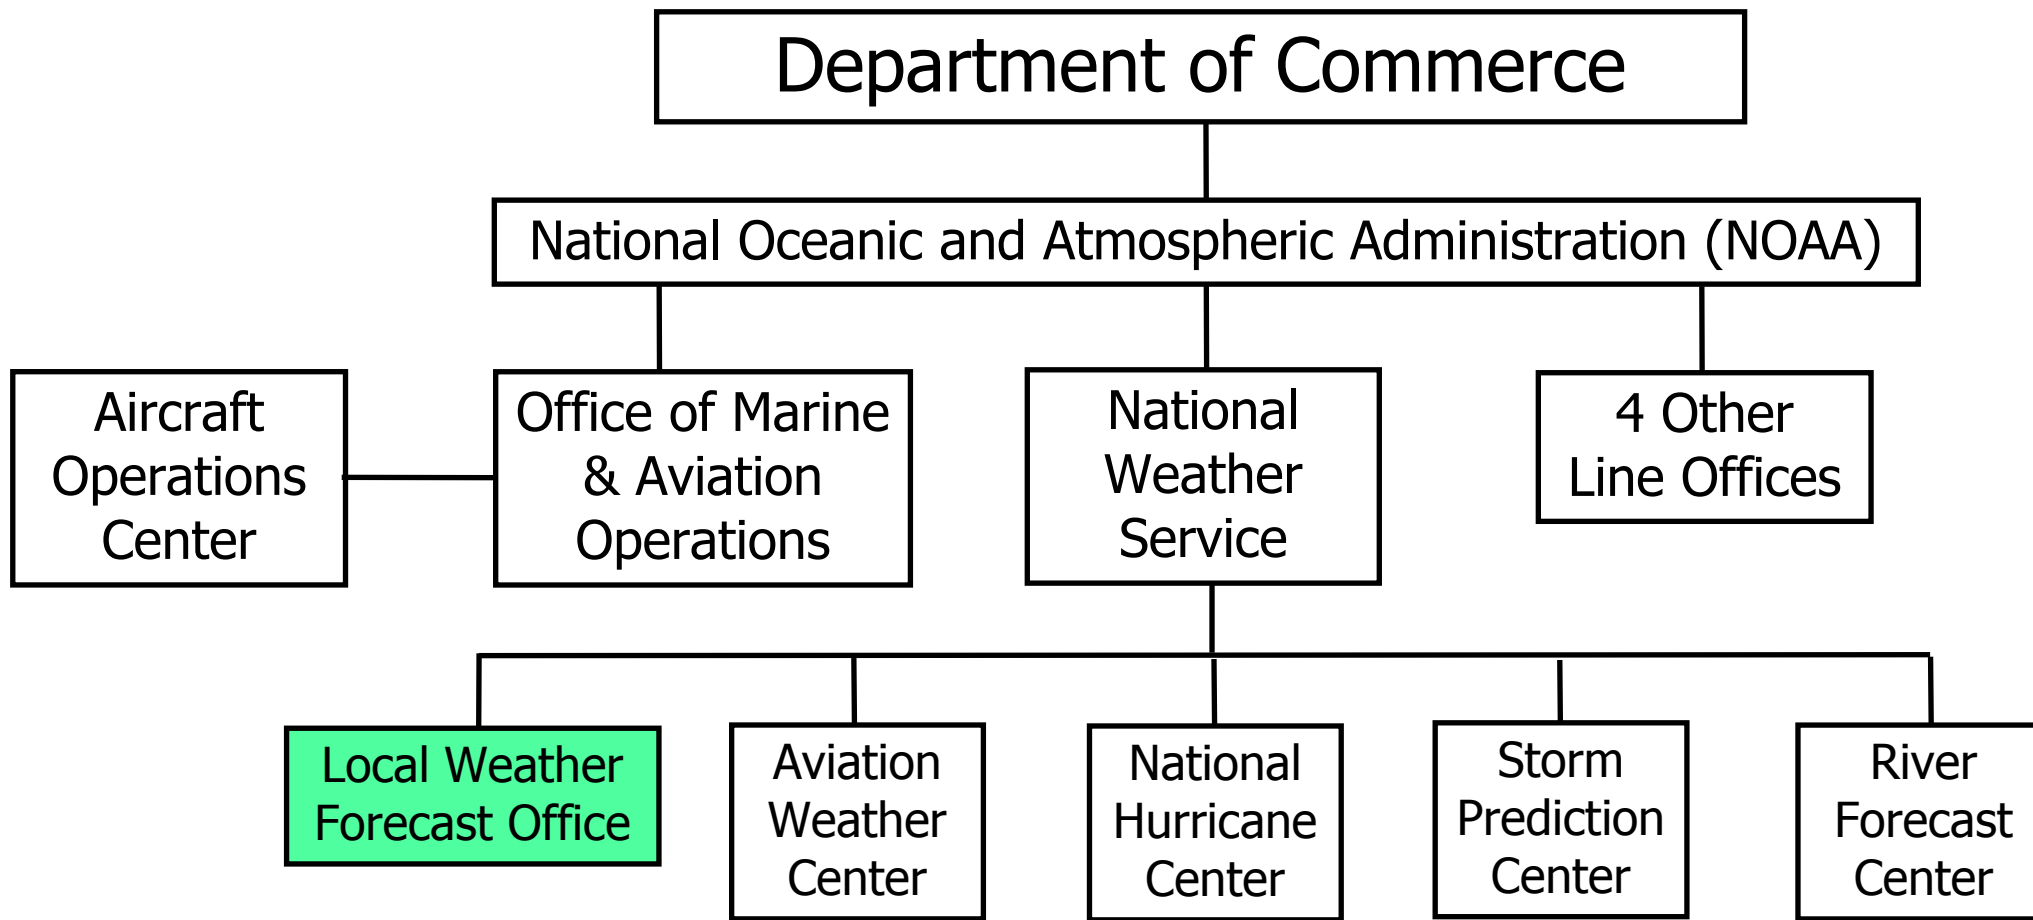 Department of Commerce
National Oceanic and Atmospheric Administration (NOAA)
Aircraft
Operations
Center
Office of Marine
& Aviation
Operations
National
Weather
Service
4 Other
Line Offices
Local Weather
Forecast Office
Aviation
Weather
Center
National
Hurricane
Center
Storm
Prediction
Center
River
Forecast
Center